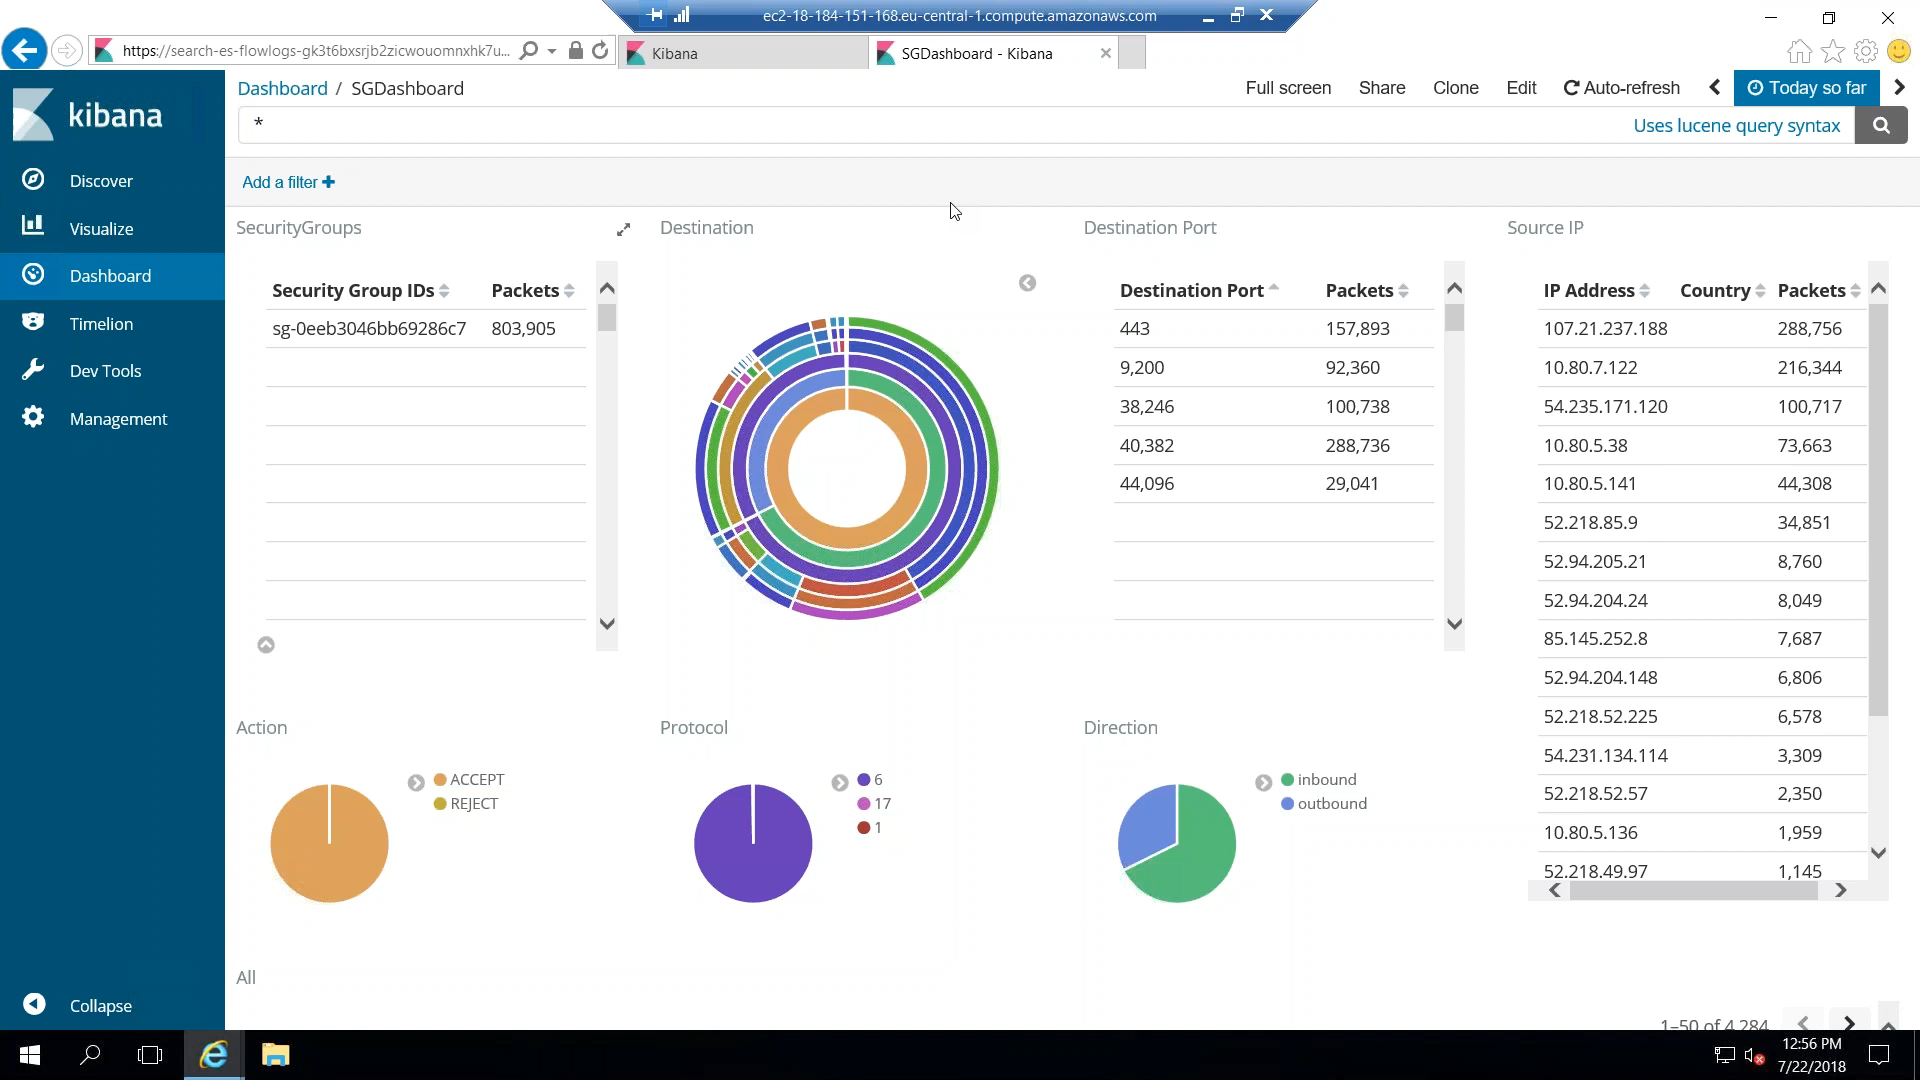 ec2-18-184-151-168.eu-central-1.compute.amazonaws.com
https://search-es-flowlogs-gk3t6bxsrjb2zicwouomnxhk7u...
Kibana
SGDashboard - Kibana
kibana
Discover
Visualize
Dashboard
Timelion
Dev Tools
Management
Collapse
Dashboard / SGDashboard
Full screen Share Clone Edit Auto-refresh Today so far
*
Uses lucene query syntax
Add a filter +
SecurityGroups
Security Group IDs Packets
sg-0eeb3046bb69286c7 803,905
Destination
Destination Port
Destination Port Packets
443 157,893
9,200 92,360
38,246 100,738
40,382 288,736
44,096 29,041
Source IP
IP Address Country Packets
107.21.237.188 288,756
10.80.7.122 216,344
54.235.171.120 100,717
10.80.5.38 73,663
10.80.5.141 44,308
52.218.85.9 34,851
52.94.205.21 8,760
52.94.204.24 8,049
85.145.252.8 7,687
52.94.204.148 6,806
52.218.52.225 6,578
54.231.134.114 3,309
52.218.52.57 2,350
10.80.5.136 1,959
52.218.49.97 1,145
Action
ACCEPT
REJECT
Protocol
6
17
1
Direction
inbound
outbound
All
1–50 of 4,284
12:56 PM
7/22/2018